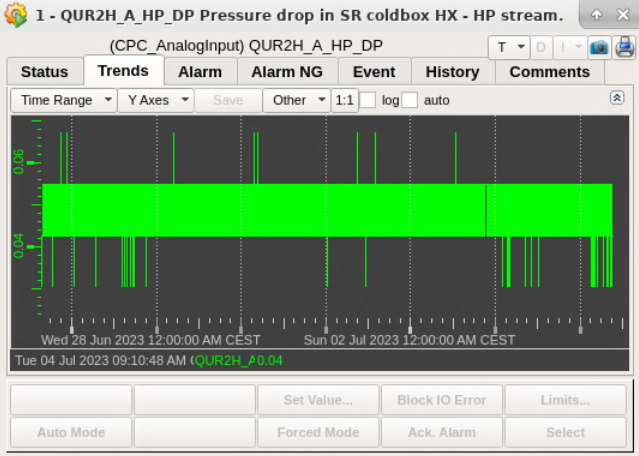 1 - QUR2H_A_HP_DP Pressure drop in SR coldbox HX - HP stream.
(CPC_AnalogInput) QUR2H_A_HP_DP
T D I
Status Trends Alarm Alarm NG Event History Comments
Time Range Y Axes Save Other 1:1 log auto
0.06
0.04
Wed 28 Jun 2023 12:00:00 AM CEST Sun 02 Jul 2023 12:00:00 AM CEST
Tue 04 Jul 2023 09:10:48 AM QUR2H_A 0.04
Set Value... Block IO Error Limits...
Auto Mode Forced Mode Ack. Alarm Select